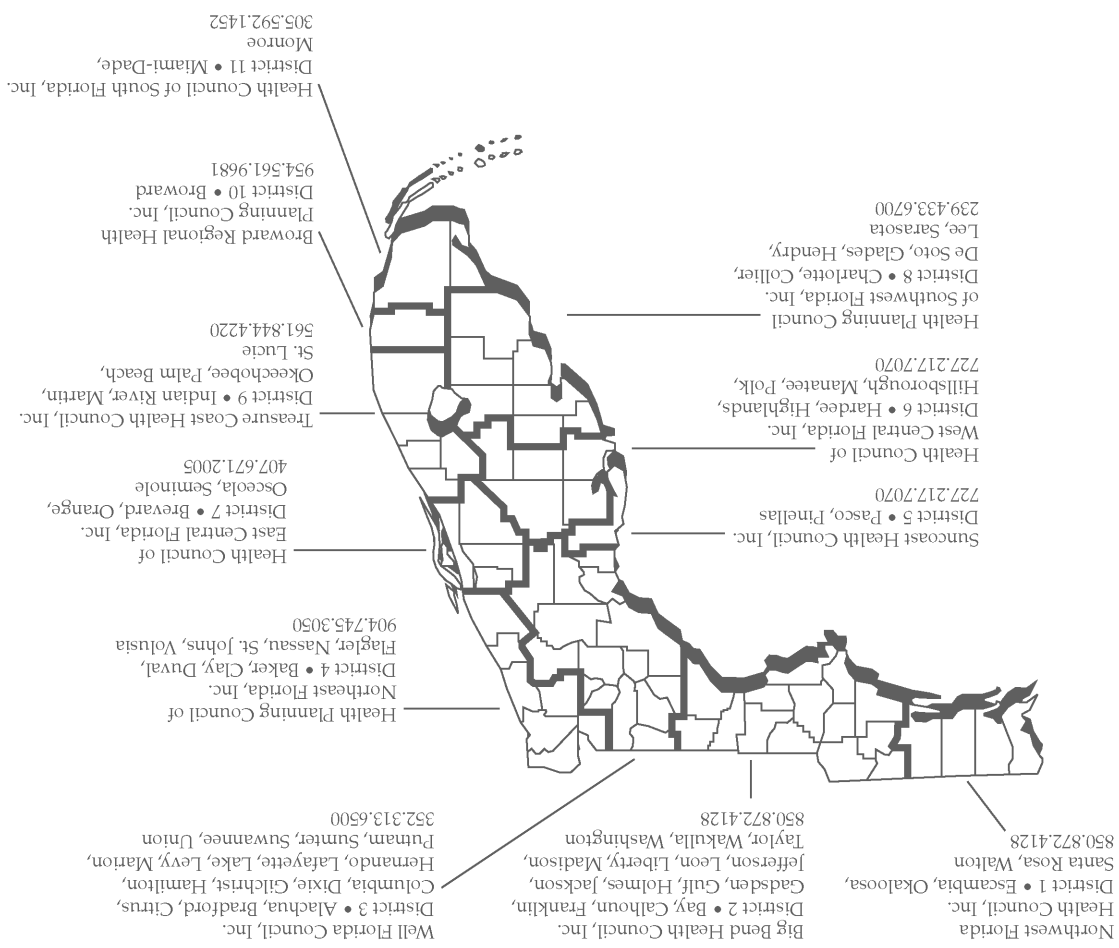 Northwest Florida
Health Council, Inc.
District 1 • Escambia, Okaloosa,
Santa Rosa, Walton
850.872.4128
Big Bend Health Council, Inc.
District 2 • Bay, Calhoun, Franklin,
Gadsden, Gulf, Holmes, Jackson,
Jefferson, Leon, Liberty, Madison,
Taylor, Wakulla, Washington
850.872.4128
Well Florida Council, Inc.
District 3 • Alachua, Bradford, Citrus,
Columbia, Dixie, Gilchrist, Hamilton,
Hernando, Lafayette, Lake, Levy, Marion,
Putnam, Sumter, Suwannee, Union
352.313.6500
Health Planning Council of
Northeast Florida, Inc.
District 4 • Baker, Clay, Duval,
Flagler, Nassau, St. Johns, Volusia
904.745.3050
Suncoast Health Council, Inc.
District 5 • Pasco, Pinellas
727.217.7070
Health Council of
West Central Florida, Inc.
District 6 • Hardee, Highlands,
Hillsborough, Manatee, Polk,
727.217.7070
Health Council of
East Central Florida, Inc.
District 7 • Brevard, Orange,
Osceola, Seminole
407.671.2005
Health Planning Council
of Southwest Florida, Inc.
District 8 • Charlotte, Collier,
De Soto, Glades, Hendry,
Lee, Sarasota
239.433.6700
Treasure Coast Health Council, Inc.
District 9 • Indian River, Martin,
Okeechobee, Palm Beach,
St. Lucie
561.844.4220
Broward Regional Health
Planning Council, Inc.
District 10 • Broward
954.561.9681
Health Council of South Florida, Inc.
District 11 • Miami-Dade,
Monroe
305.592.1452